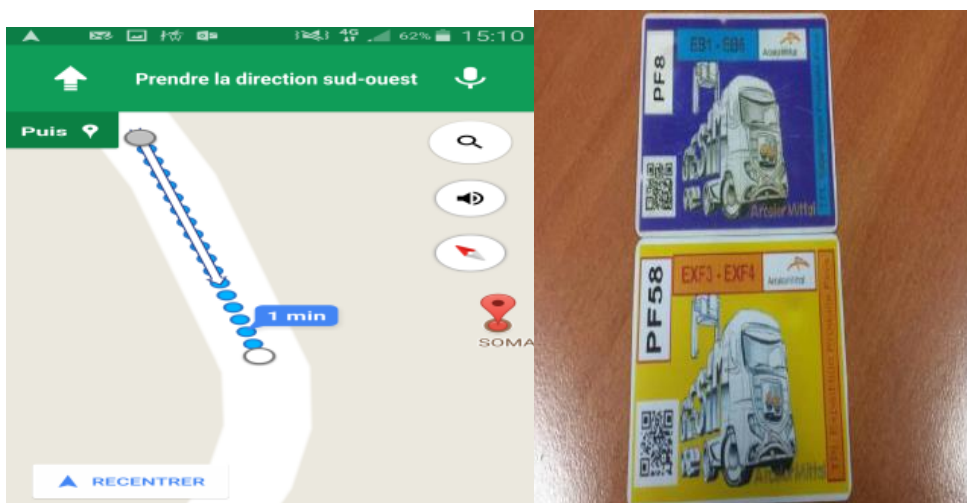 4G 62% 15:10
Prendre la direction sud-ouest
Puis
1 min
SOMA
RECENTRER
PF8
EB1 - EB6
ArcelorMittal
ArcelorMittal
PF58
EXF3 - EXF4
ArcelorMittal
ArcelorMittal